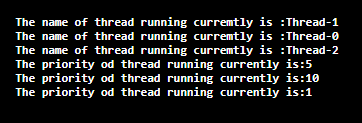 The name of thread running curremtly is :Thread-1
The name of thread running curremtly is :Thread-0
The name of thread running curremtly is :Thread-2
The priority od thread running currently is:5
The priority od thread running currently is:10
The priority od thread running currently is:1